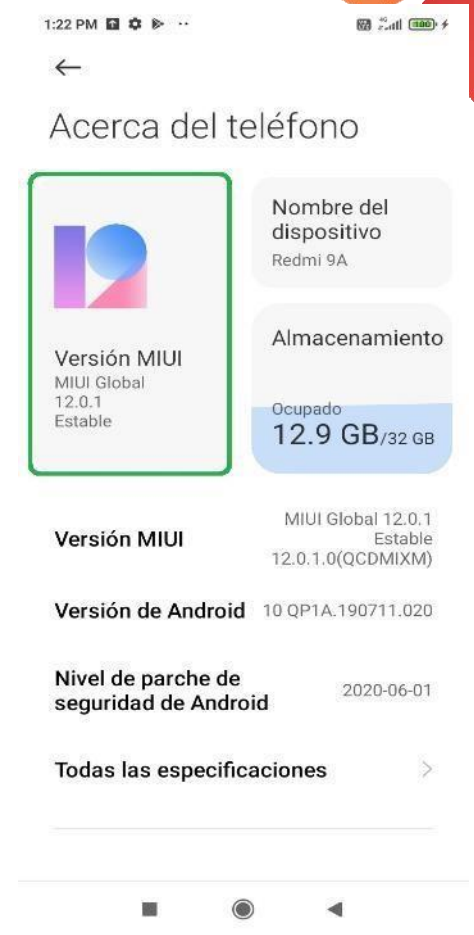 1:22 PM
4G
100
Acerca del teléfono
Versión MIUI
MIUI Global
12.0.1
Estable
Nombre del
dispositivo
Redmi 9A
Almacenamiento
Ocupado
12.9 GB/32 GB
Versión MIUI
MIUI Global 12.0.1
Estable
12.0.1.0(QCDMIXM)
Versión de Android
10 QP1A.190711.020
Nivel de parche de
seguridad de Android
2020-06-01
Todas las especificaciones